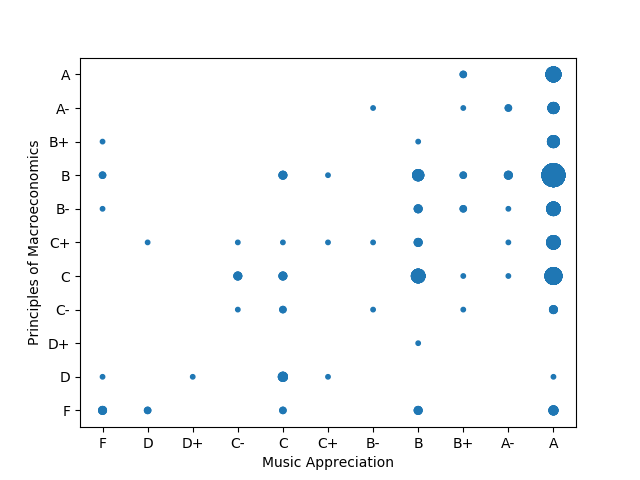 Principles of Macroeconomics
A
A-
B+
B
B-
C+
C
C-
D+
D
F
F D D+ C- C C+ B- B B+ A- A
Music Appreciation